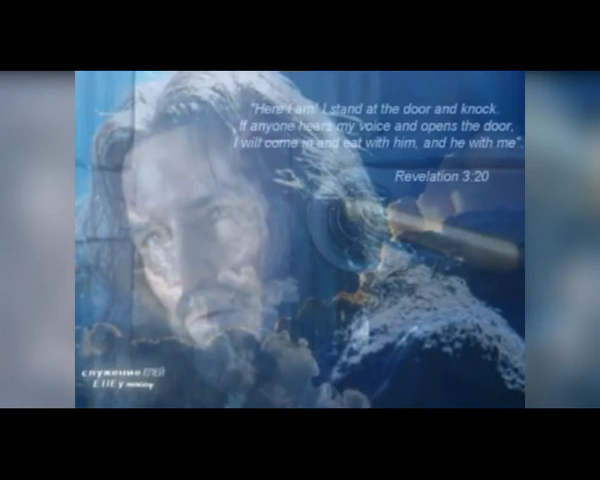 "Here I am! I stand at the door and knock.
If anyone hears my voice and opens the door,
I will come in and eat with him, and he with me".
Revelation 3:20
служение ЕЛЕЙ